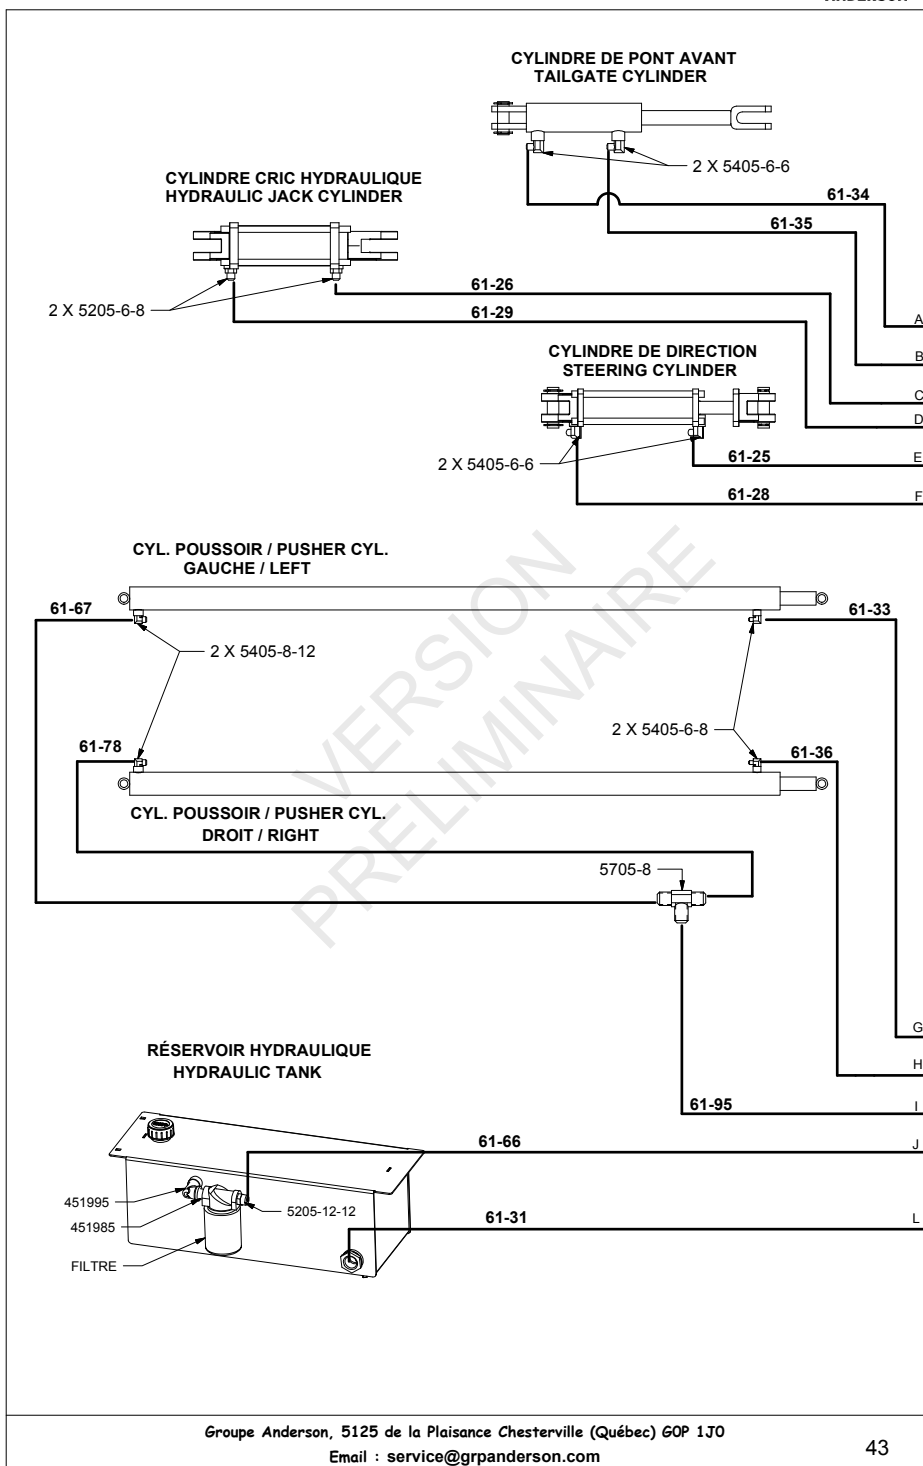 CYLINDRE DE PONT AVANT
TAILGATE CYLINDER
2 X 5405-6-6
CYLINDRE CRIC HYDRAULIQUE
HYDRAULIC JACK CYLINDER
61-34
61-35
2 X 5205-6-8
61-26
61-29
A
CYLINDRE DE DIRECTION
STEERING CYLINDER
B
C
D
2 X 5405-6-6
61-25
E
61-28
F
CYL. POUSSOIR / PUSHER CYL.
GAUCHE / LEFT
61-67
61-33
2 X 5405-8-12
2 X 5405-6-8
61-78
61-36
CYL. POUSSOIR / PUSHER CYL.
DROIT / RIGHT
VERSION
PRELIMINAIRE
5705-8
G
RÉSERVOIR HYDRAULIQUE
HYDRAULIC TANK
H
61-95
I
61-66
J
451995
5205-12-12
451985
61-31
L
FILTRE
Groupe Anderson, 5125 de la Plaisance Chesterville (Québec) G0P 1J0
Email : service@grpanderson.com
43